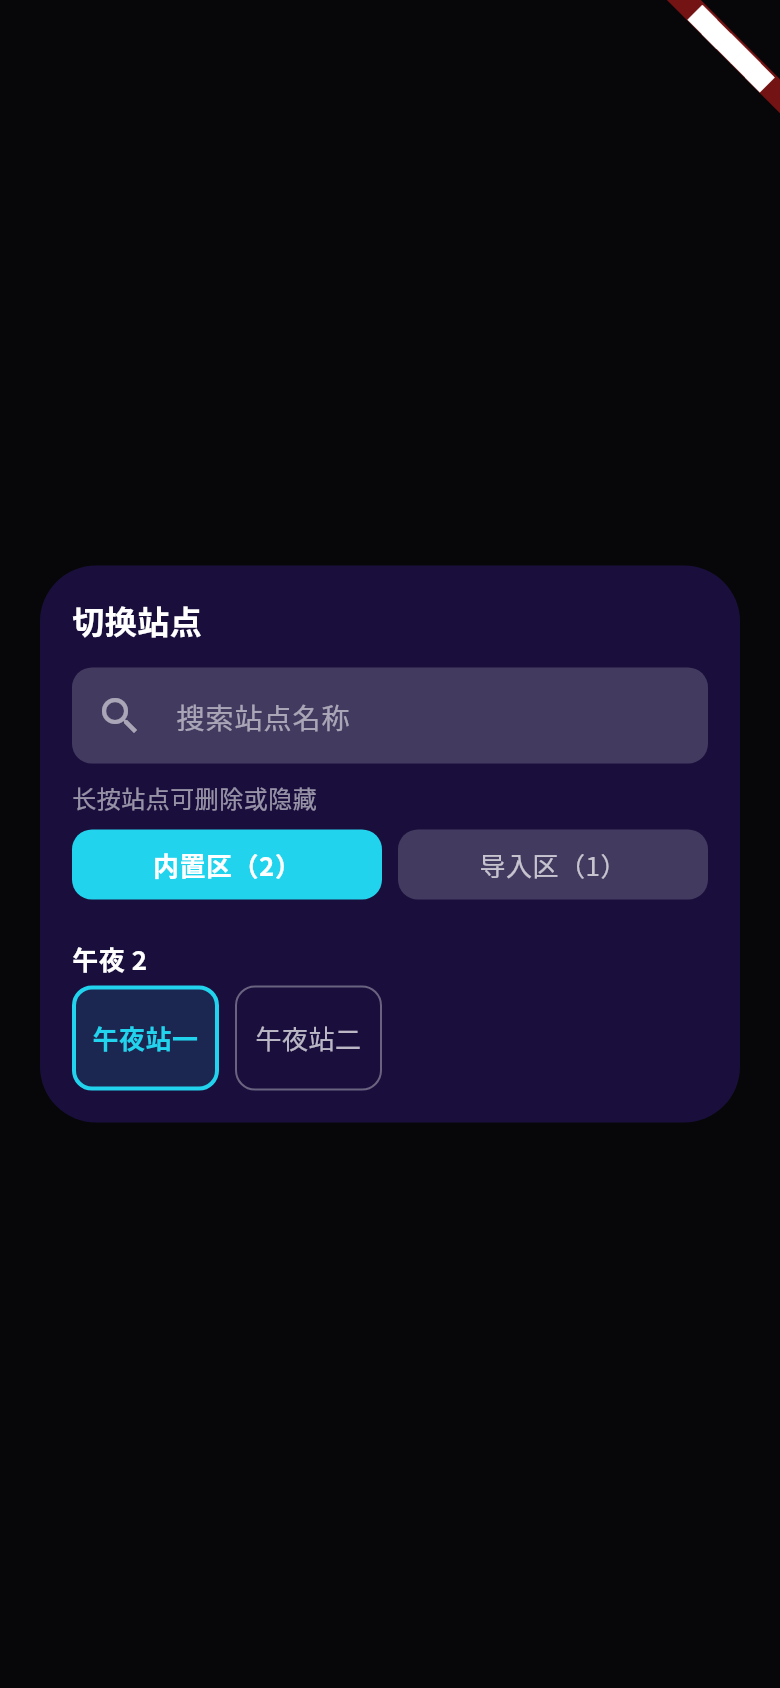 切换站点
搜索站点名称
长按站点可删除或隐藏
内置区（2）
导入区（1）
午夜 2
午夜站一
午夜站二